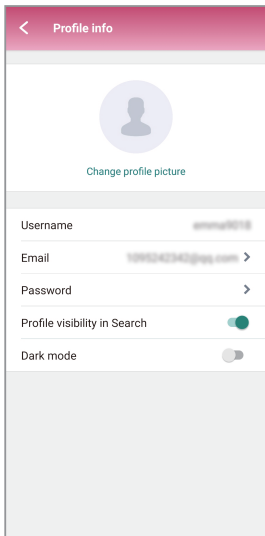 Profile info
Change profile picture
Username
Email
Password
Profile visibility in Search
Dark mode